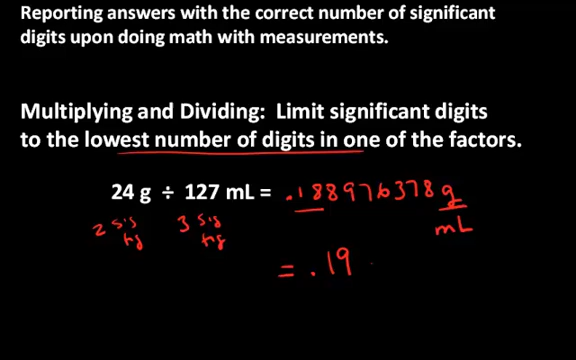 Reporting answers with the correct number of significant
digits upon doing math with measurements.
Multiplying and Dividing: Limit significant digits
to the lowest number of digits in one of the factors.
24 g ÷ 127 mL = .188976378 g/mL
2 sig fig 3 sig fig
= .19